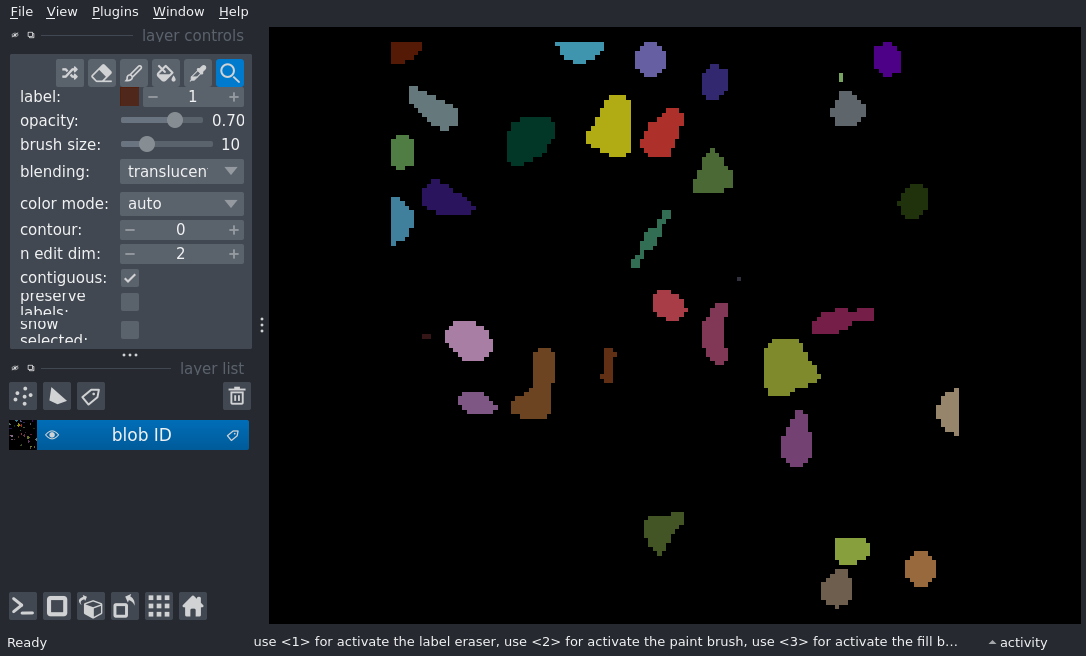 File View Plugins Window Help
layer controls
label: 1
opacity: 0.70
brush size: 10
blending: translucen
color mode: auto
contour: 0
n edit dim: 2
contiguous:
preserve
labels:
show
selected:
layer list
blob ID
Ready use <1> for activate the label eraser, use <2> for activate the paint brush, use <3> for activate the fill b... activity